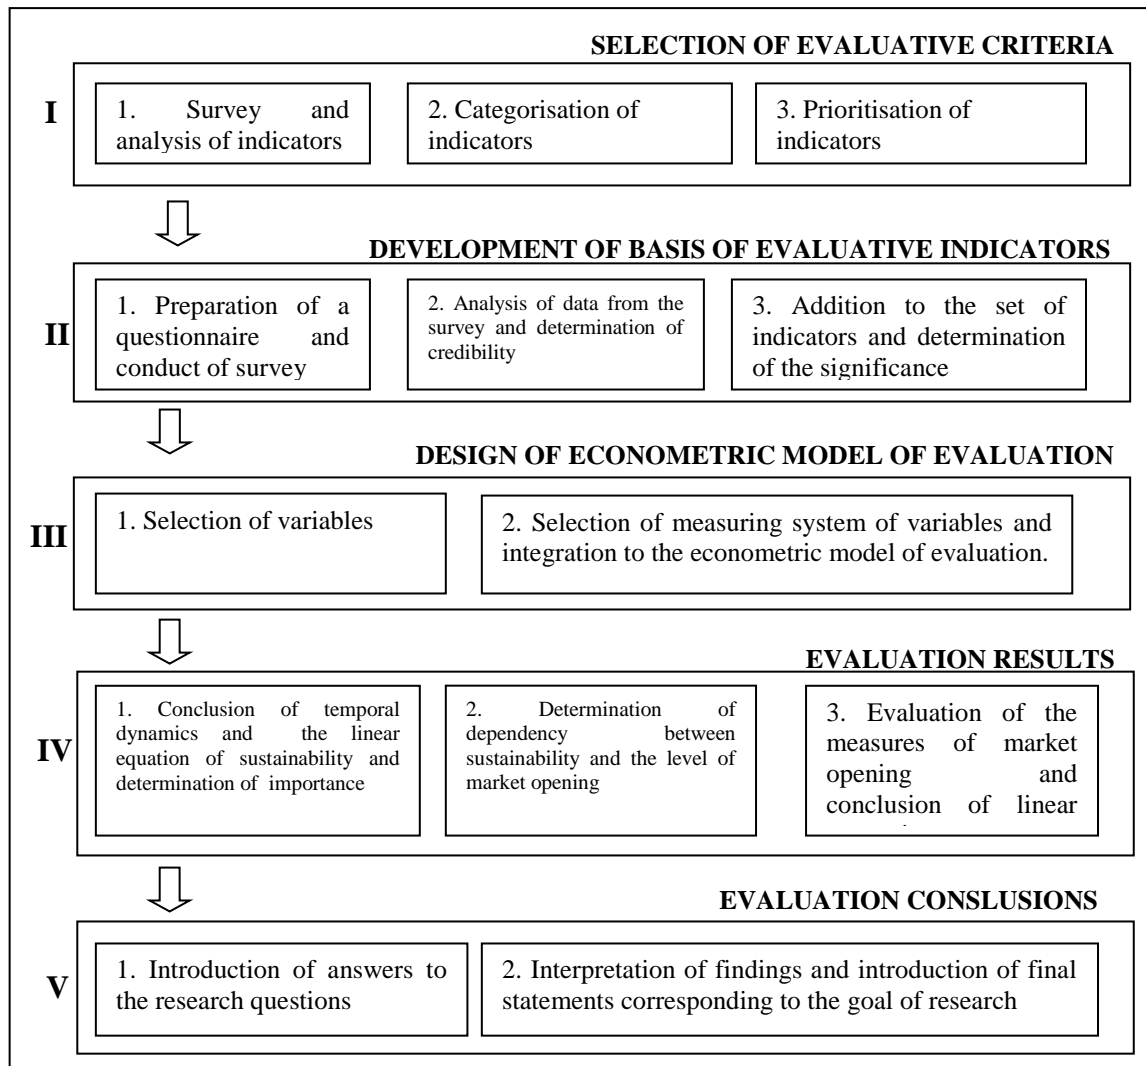 SELECTION OF EVALUATIVE CRITERIA
I
1. Survey and
analysis of indicators
2. Categorisation of
indicators
3. Prioritisation of
indicators
DEVELOPMENT OF BASIS OF EVALUATIVE INDICATORS
II
1. Preparation of a
questionnaire and
conduct of survey
2. Analysis of data from the
survey and determination of
credibility
3. Addition to the set of
indicators and determination
of the significance
DESIGN OF ECONOMETRIC MODEL OF EVALUATION
III
1. Selection of variables
2. Selection of measuring system of variables and
integration to the econometric model of evaluation.
EVALUATION RESULTS
IV
1. Conclusion of temporal
dynamics and the linear
equation of sustainability and
determination of importance
2. Determination of
dependency between
sustainability and the level of
market opening
3. Evaluation of the
measures of market
opening and
conclusion of linear
EVALUATION CONSLUSIONS
V
1. Introduction of answers to
the research questions
2. Interpretation of findings and introduction of final
statements corresponding to the goal of research